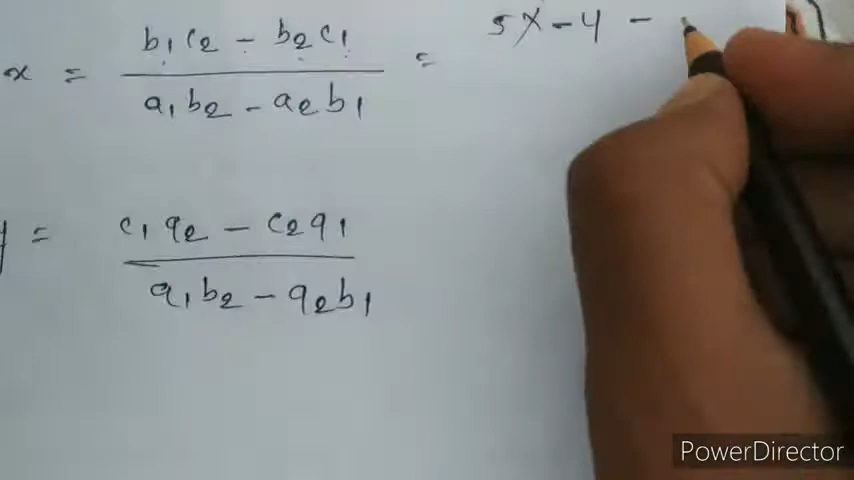 x = b₁c₂ - b₂c₁ / a₁b₂ - a₂b₁ = 5X-4 -
y = c₁a₂ - c₂a₁ / a₁b₂ - a₂b₁
PowerDirector